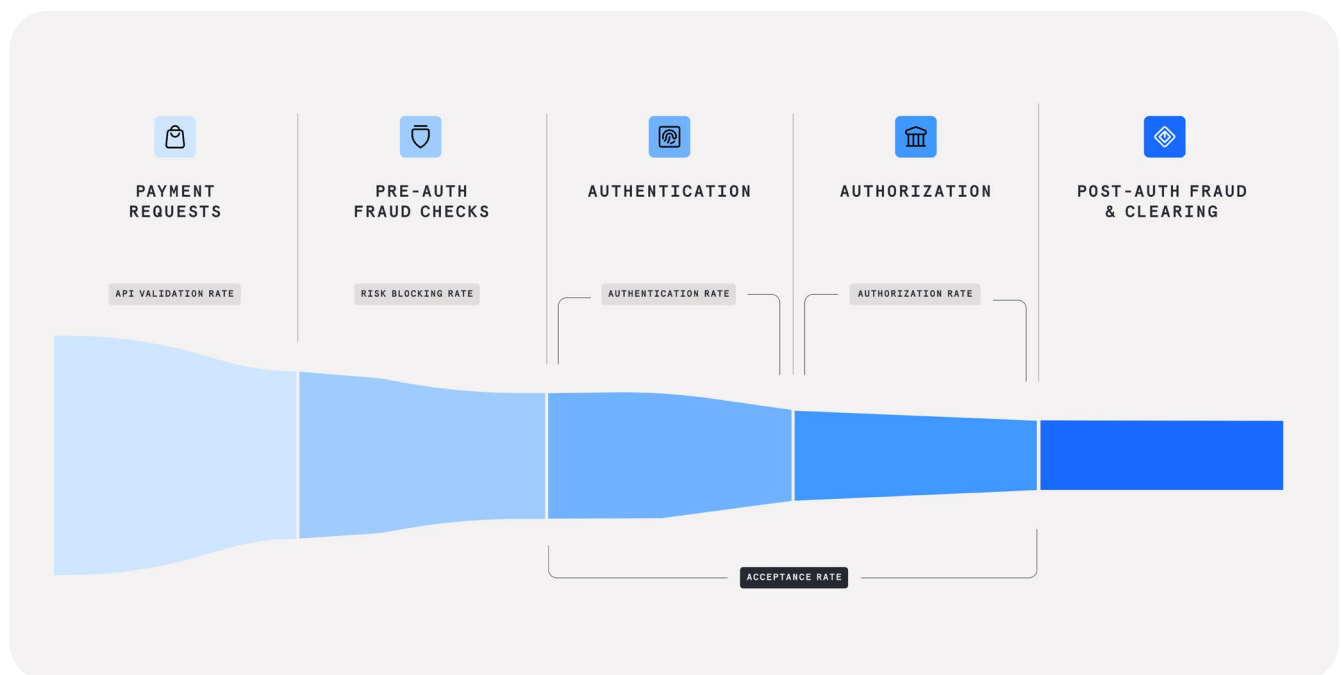 PAYMENT
REQUESTS
PRE-AUTH
FRAUD CHECKS
AUTHENTICATION
AUTHORIZATION
POST-AUTH FRAUD
& CLEARING
API VALIDATION RATE
RISK BLOCKING RATE
AUTHENTICATION RATE
AUTHORIZATION RATE
ACCEPTANCE RATE